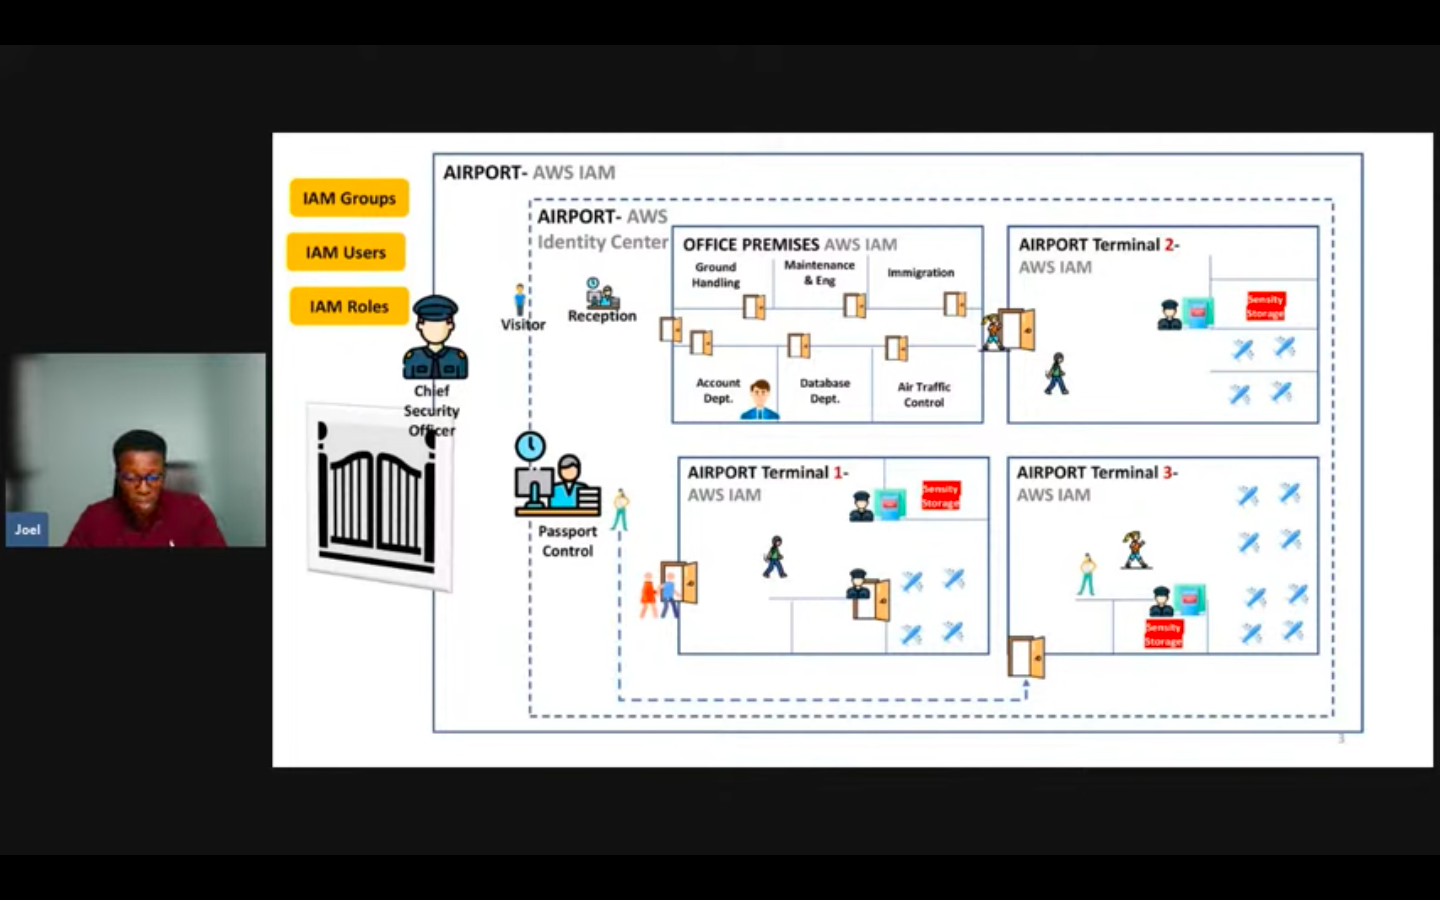 AIRPORT- AWS IAM
IAM Groups
IAM Users
IAM Roles
Chief
Security
Officer
AIRPORT- AWS
Identity Center
Visitor
Reception
OFFICE PREMISES AWS IAM
Ground
Handling
Maintenance
& Eng
Immigration
Account
Dept.
Database
Dept.
Air Traffic
Control
AIRPORT Terminal 2-
AWS IAM
Sensity
Storage
Passport
Control
AIRPORT Terminal 1-
AWS IAM
Sensity
Storage
AIRPORT Terminal 3-
AWS IAM
Sensity
Storage
3
Joel